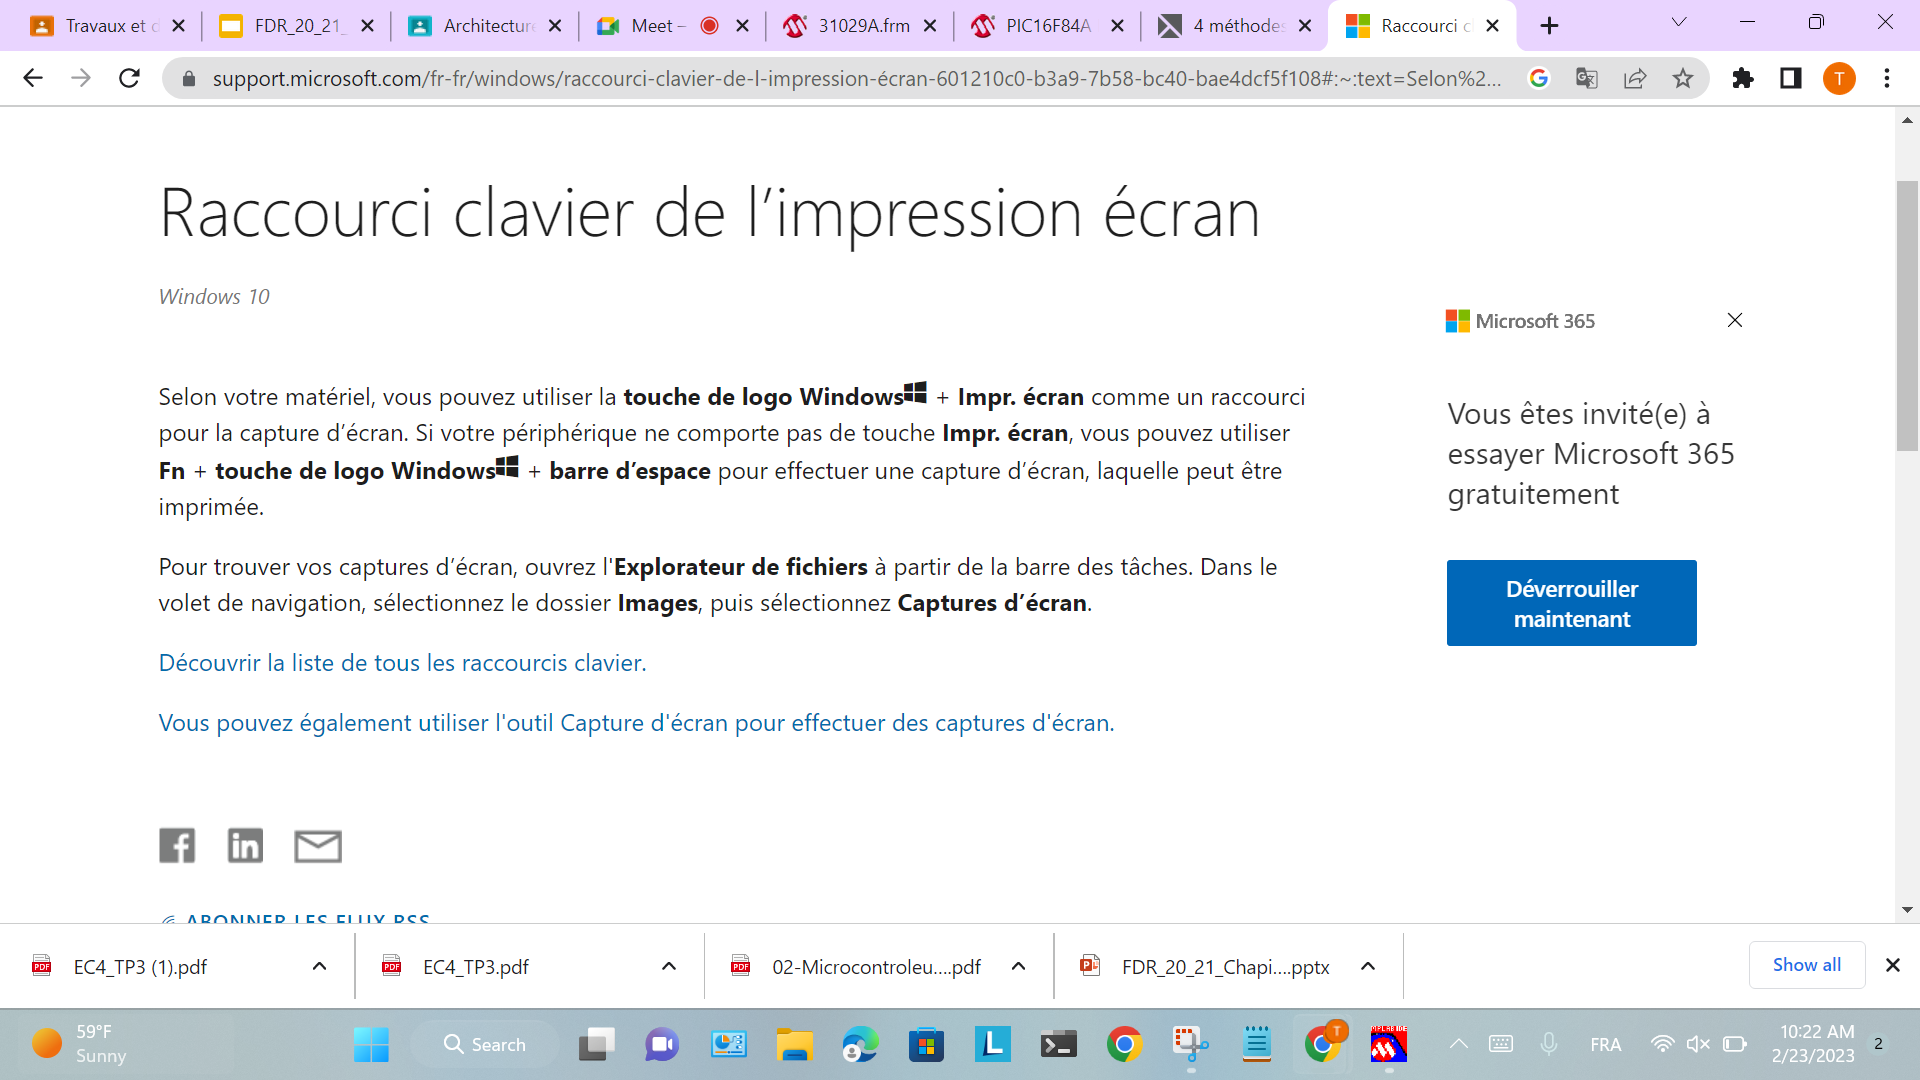 Travaux et d
FDR_20_21_
Architecture
Meet –
31029A.frm
PIC16F84A
4 méthodes
Raccourci cl
support.microsoft.com/fr-fr/windows/raccourci-clavier-de-l-impression-écran-601210c0-b3a9-7b58-bc40-bae4dcf5f108#:~:text=Selon%2...
T
Raccourci clavier de l’impression écran
Windows 10
Selon votre matériel, vous pouvez utiliser la touche de logo Windows + Impr. écran comme un raccourci
pour la capture d’écran. Si votre périphérique ne comporte pas de touche Impr. écran, vous pouvez utiliser
Fn + touche de logo Windows + barre d’espace pour effectuer une capture d’écran, laquelle peut être
imprimée.
Pour trouver vos captures d’écran, ouvrez l'Explorateur de fichiers à partir de la barre des tâches. Dans le
volet de navigation, sélectionnez le dossier Images, puis sélectionnez Captures d’écran.
Découvrir la liste de tous les raccourcis clavier.
Vous pouvez également utiliser l'outil Capture d'écran pour effectuer des captures d'écran.
Microsoft 365
Vous êtes invité(e) à
essayer Microsoft 365
gratuitement
Déverrouiller
maintenant
ABONNER LES FLUX RSS
EC4_TP3 (1).pdf
EC4_TP3.pdf
02-Microcontroleu....pdf
FDR_20_21_Chapi....pptx
Show all
59°F
Sunny
Search
FRA
10:22 AM
2/23/2023
2